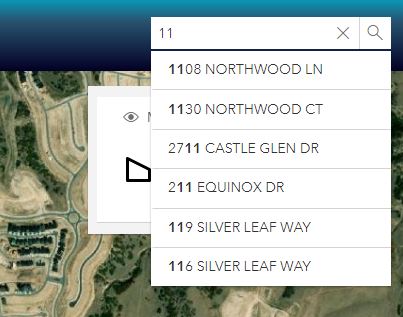 11
1108 NORTHWOOD LN
1130 NORTHWOOD CT
2711 CASTLE GLEN DR
211 EQUINOX DR
119 SILVER LEAF WAY
116 SILVER LEAF WAY